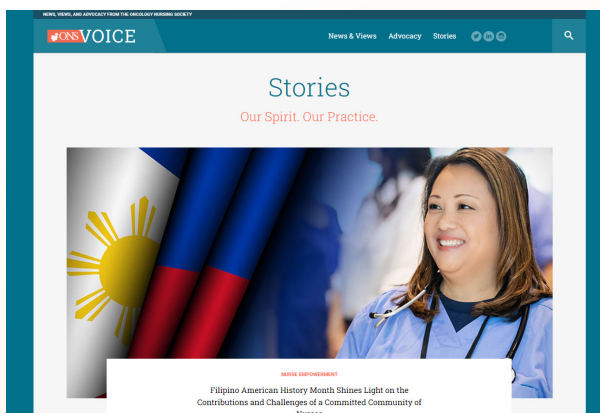 NEWS, VIEWS, AND ADVOCACY FROM THE ONCOLOGY NURSING SOCIETY
ONS VOICE
News & Views Advocacy Stories
Stories
Our Spirit. Our Practice.
NURSE EMPOWERMENT
Filipino American History Month Shines Light on the
Contributions and Challenges of a Committed Community of
Nurses